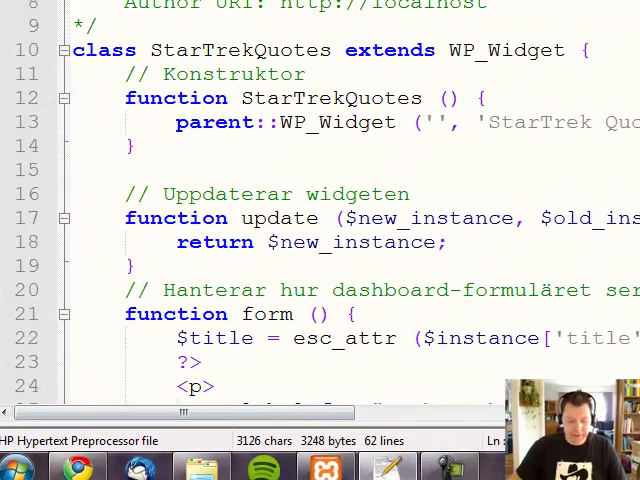 8 Author URI: http://localhost
9 */
10 class StarTrekQuotes extends WP_Widget {
11 // Konstruktor
12 function StarTrekQuotes () {
13 parent::WP_Widget ('', 'StarTrek Quo
14 }
15
16 // Uppdaterar widgeten
17 function update ($new_instance, $old_ins
18 return $new_instance;
19 }
20 // Hanterar hur dashboard-formuläret ser
21 function form () {
22 $title = esc_attr ($instance['title'
23 ?>
24 <p>
HP Hypertext Preprocessor file 3126 chars 3248 bytes 62 lines Ln :